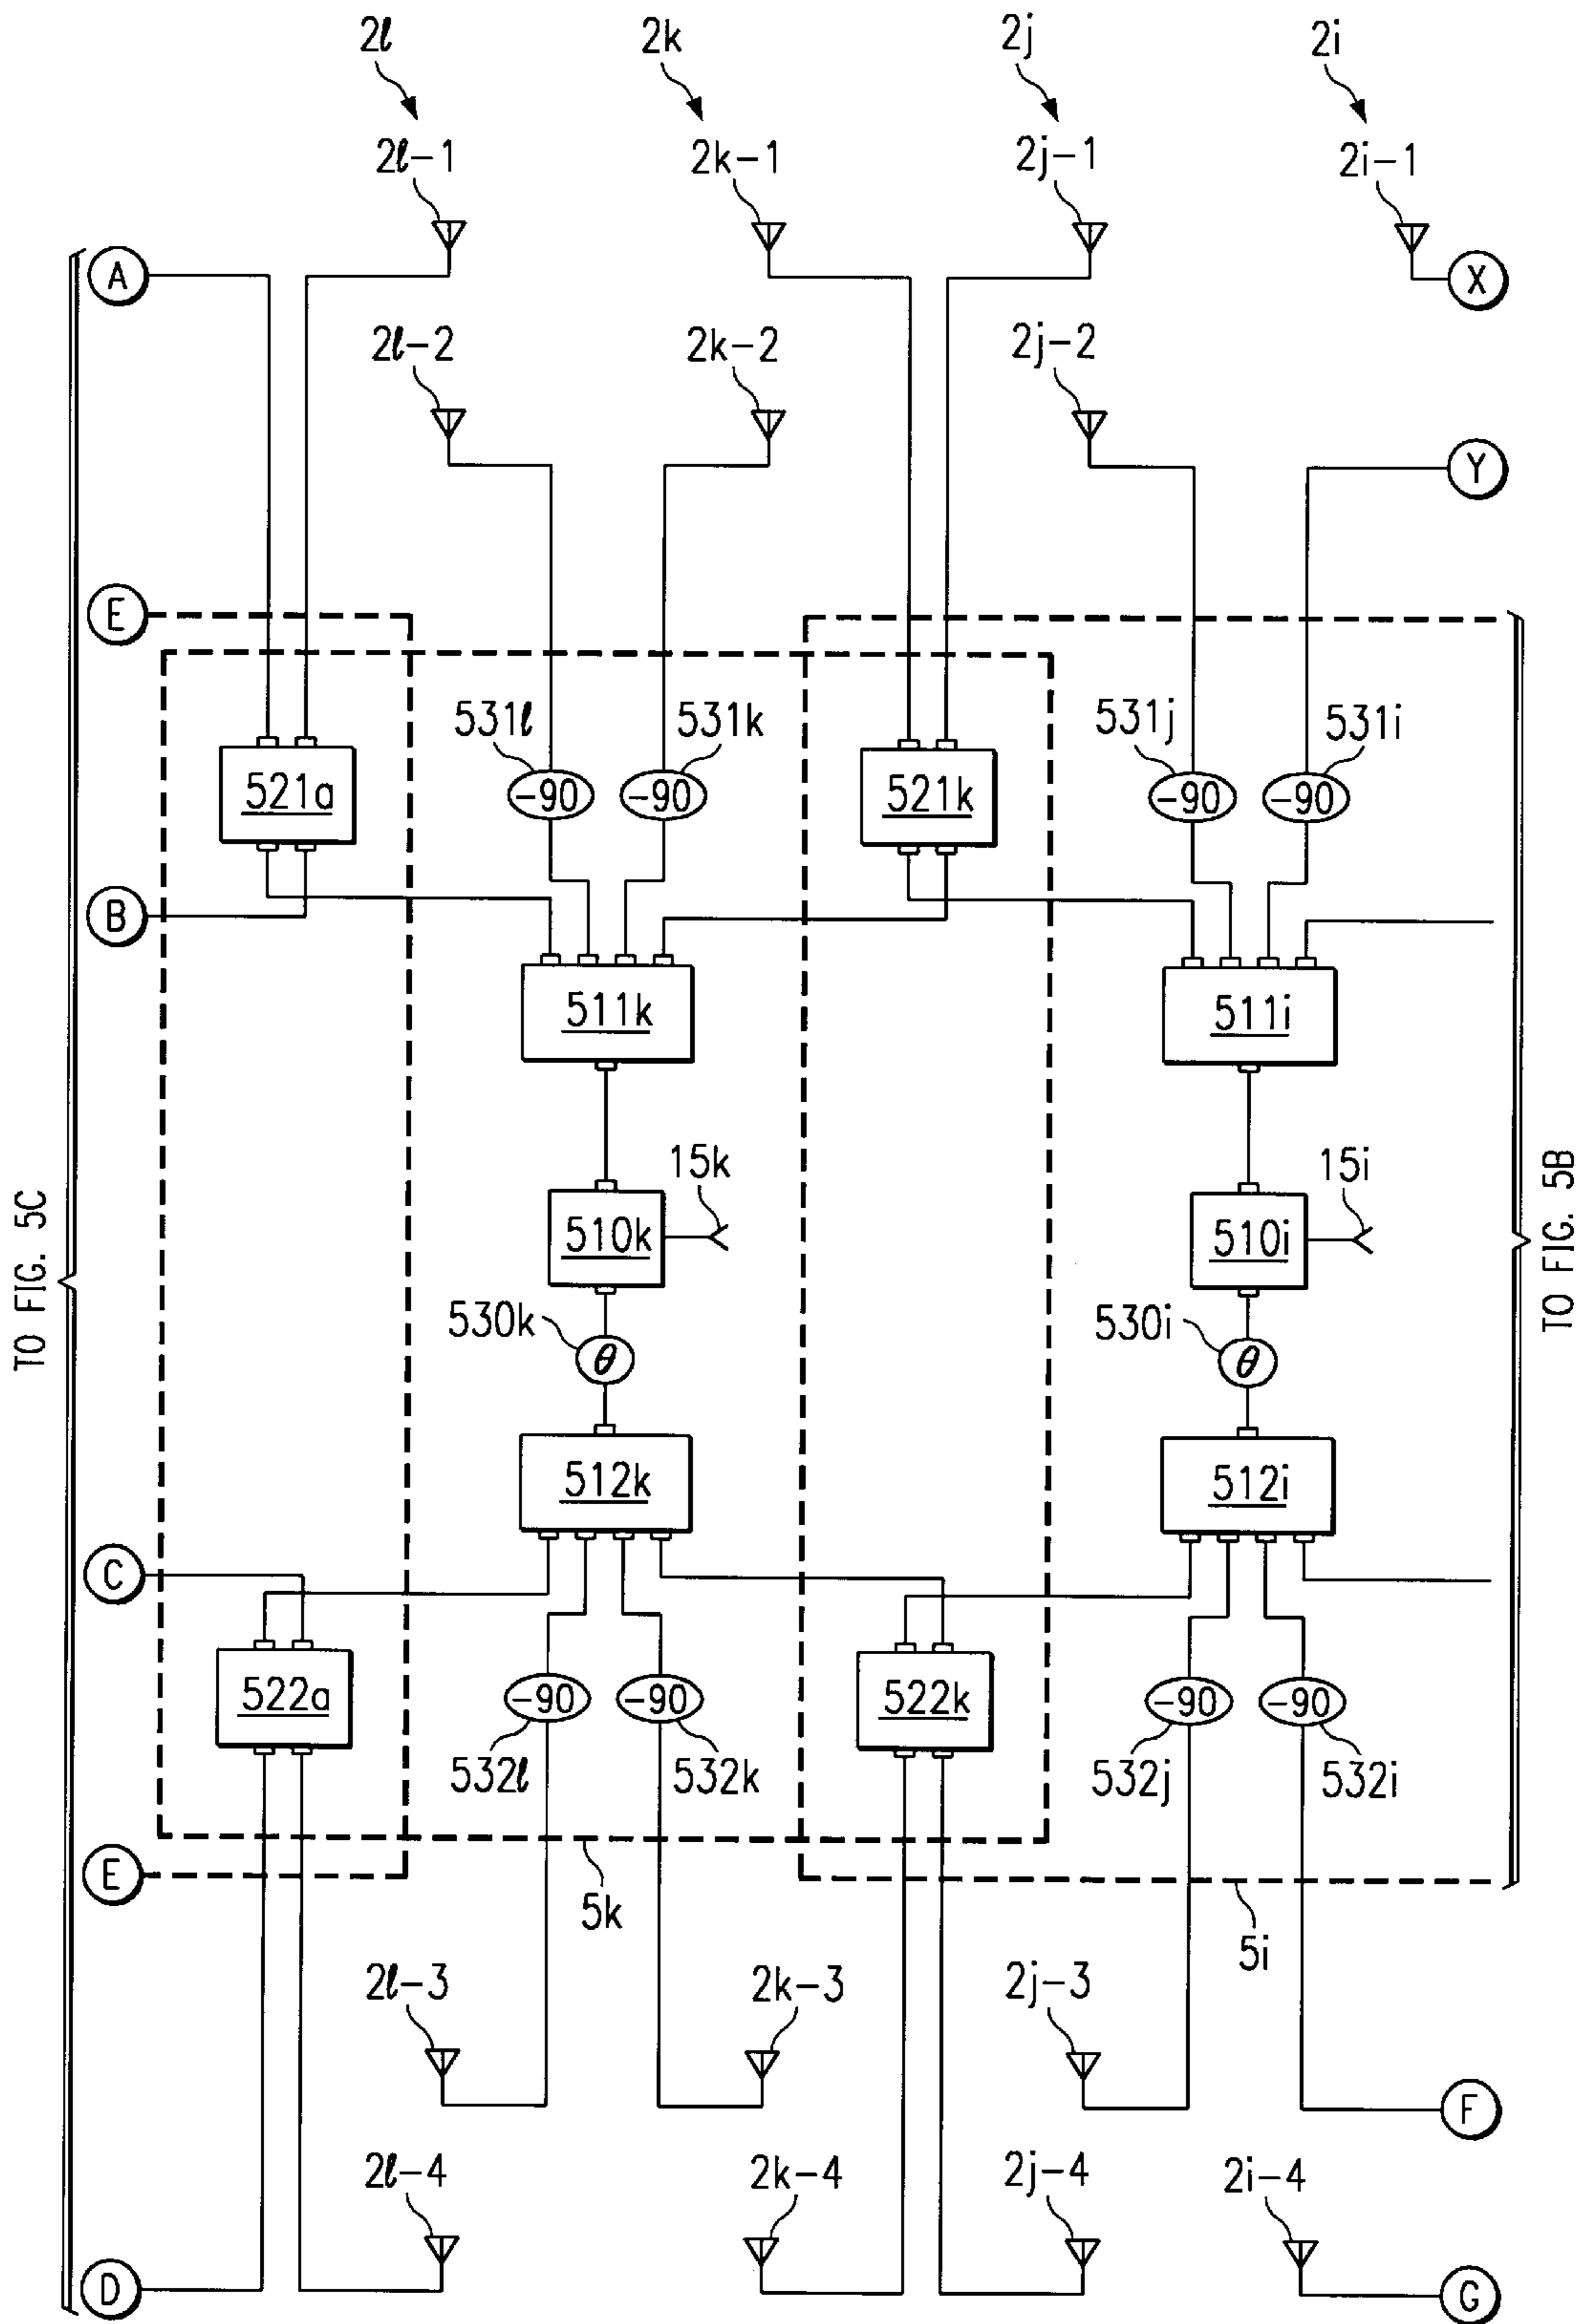 2ℓ 2k 2j 2i
2ℓ-1 2k-1 2j-1 2i-1
A X
2ℓ-2 2k-2 2j-2
Y
E
531ℓ 531k 531j 531i
521a -90 -90 521k -90 -90
B
511k 511i
15k 15i
TO FIG. 5C
510k 510i
TO FIG. 5B
530k θ 530i θ
512k 512i
C
522a -90 -90 522k -90 -90
532ℓ 532k 532j 532i
E
5k 5i
2ℓ-3 2k-3 2j-3
F
2ℓ-4 2k-4 2j-4 2i-4
D G